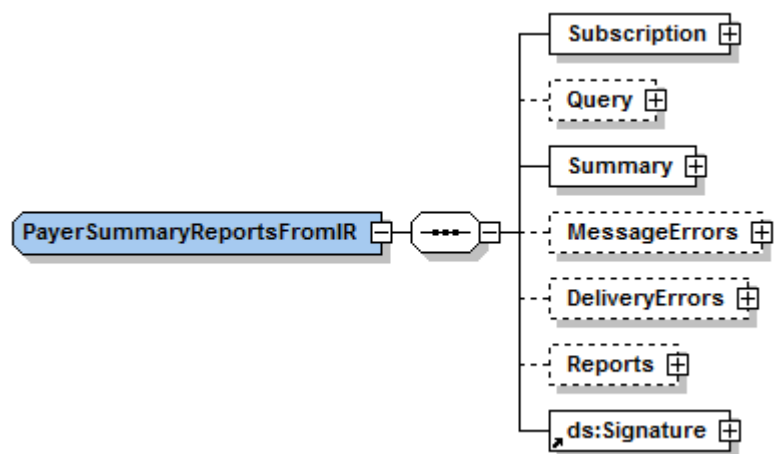 Subscription
Query
Summary
PayerSummaryReportsFromIR
MessageErrors
DeliveryErrors
Reports
ds:Signature